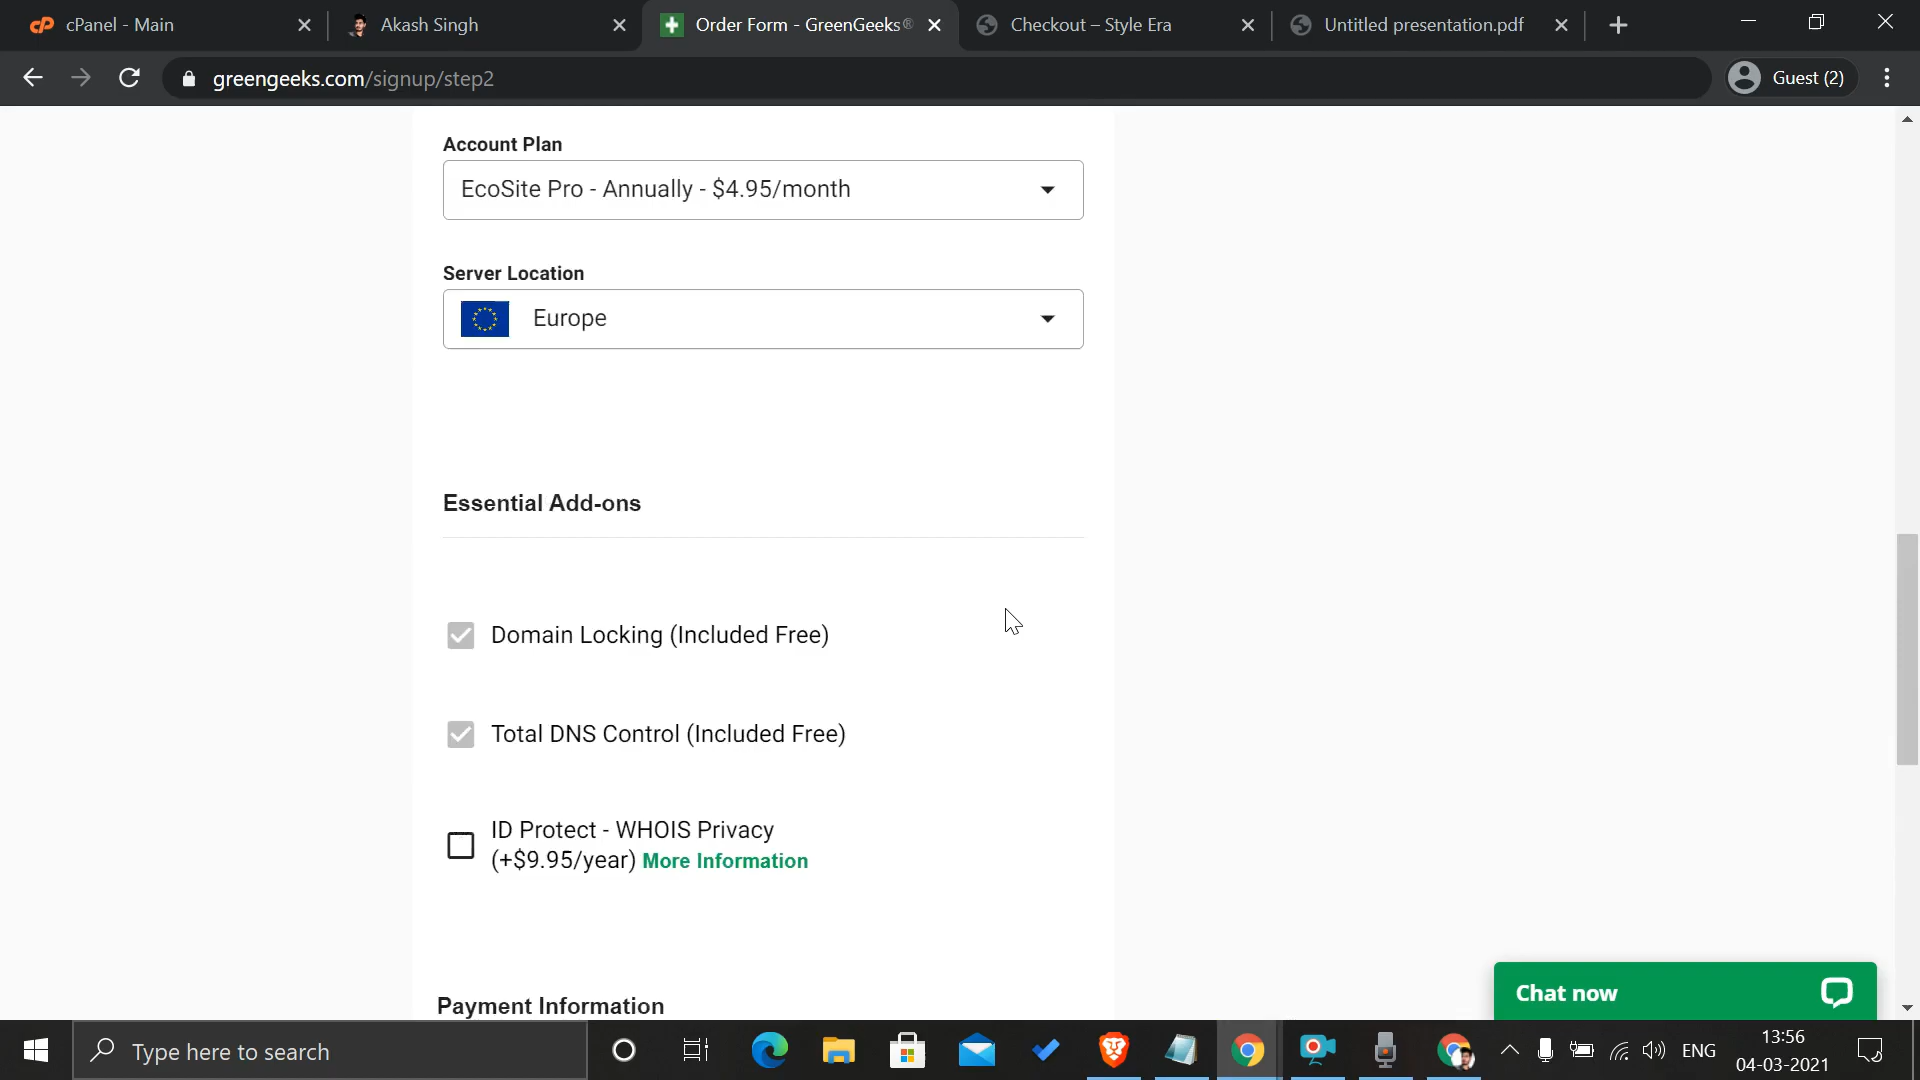 cPanel - Main
Akash Singh
Order Form - GreenGeeks®
Checkout – Style Era
Untitled presentation.pdf
greengeeks.com/signup/step2
Guest (2)
Account Plan
EcoSite Pro - Annually - $4.95/month
Server Location
Europe
Essential Add-ons
Domain Locking (Included Free)
Total DNS Control (Included Free)
ID Protect - WHOIS Privacy
(+$9.95/year) More Information
Payment Information
Chat now
Type here to search
ENG
13:56
04-03-2021